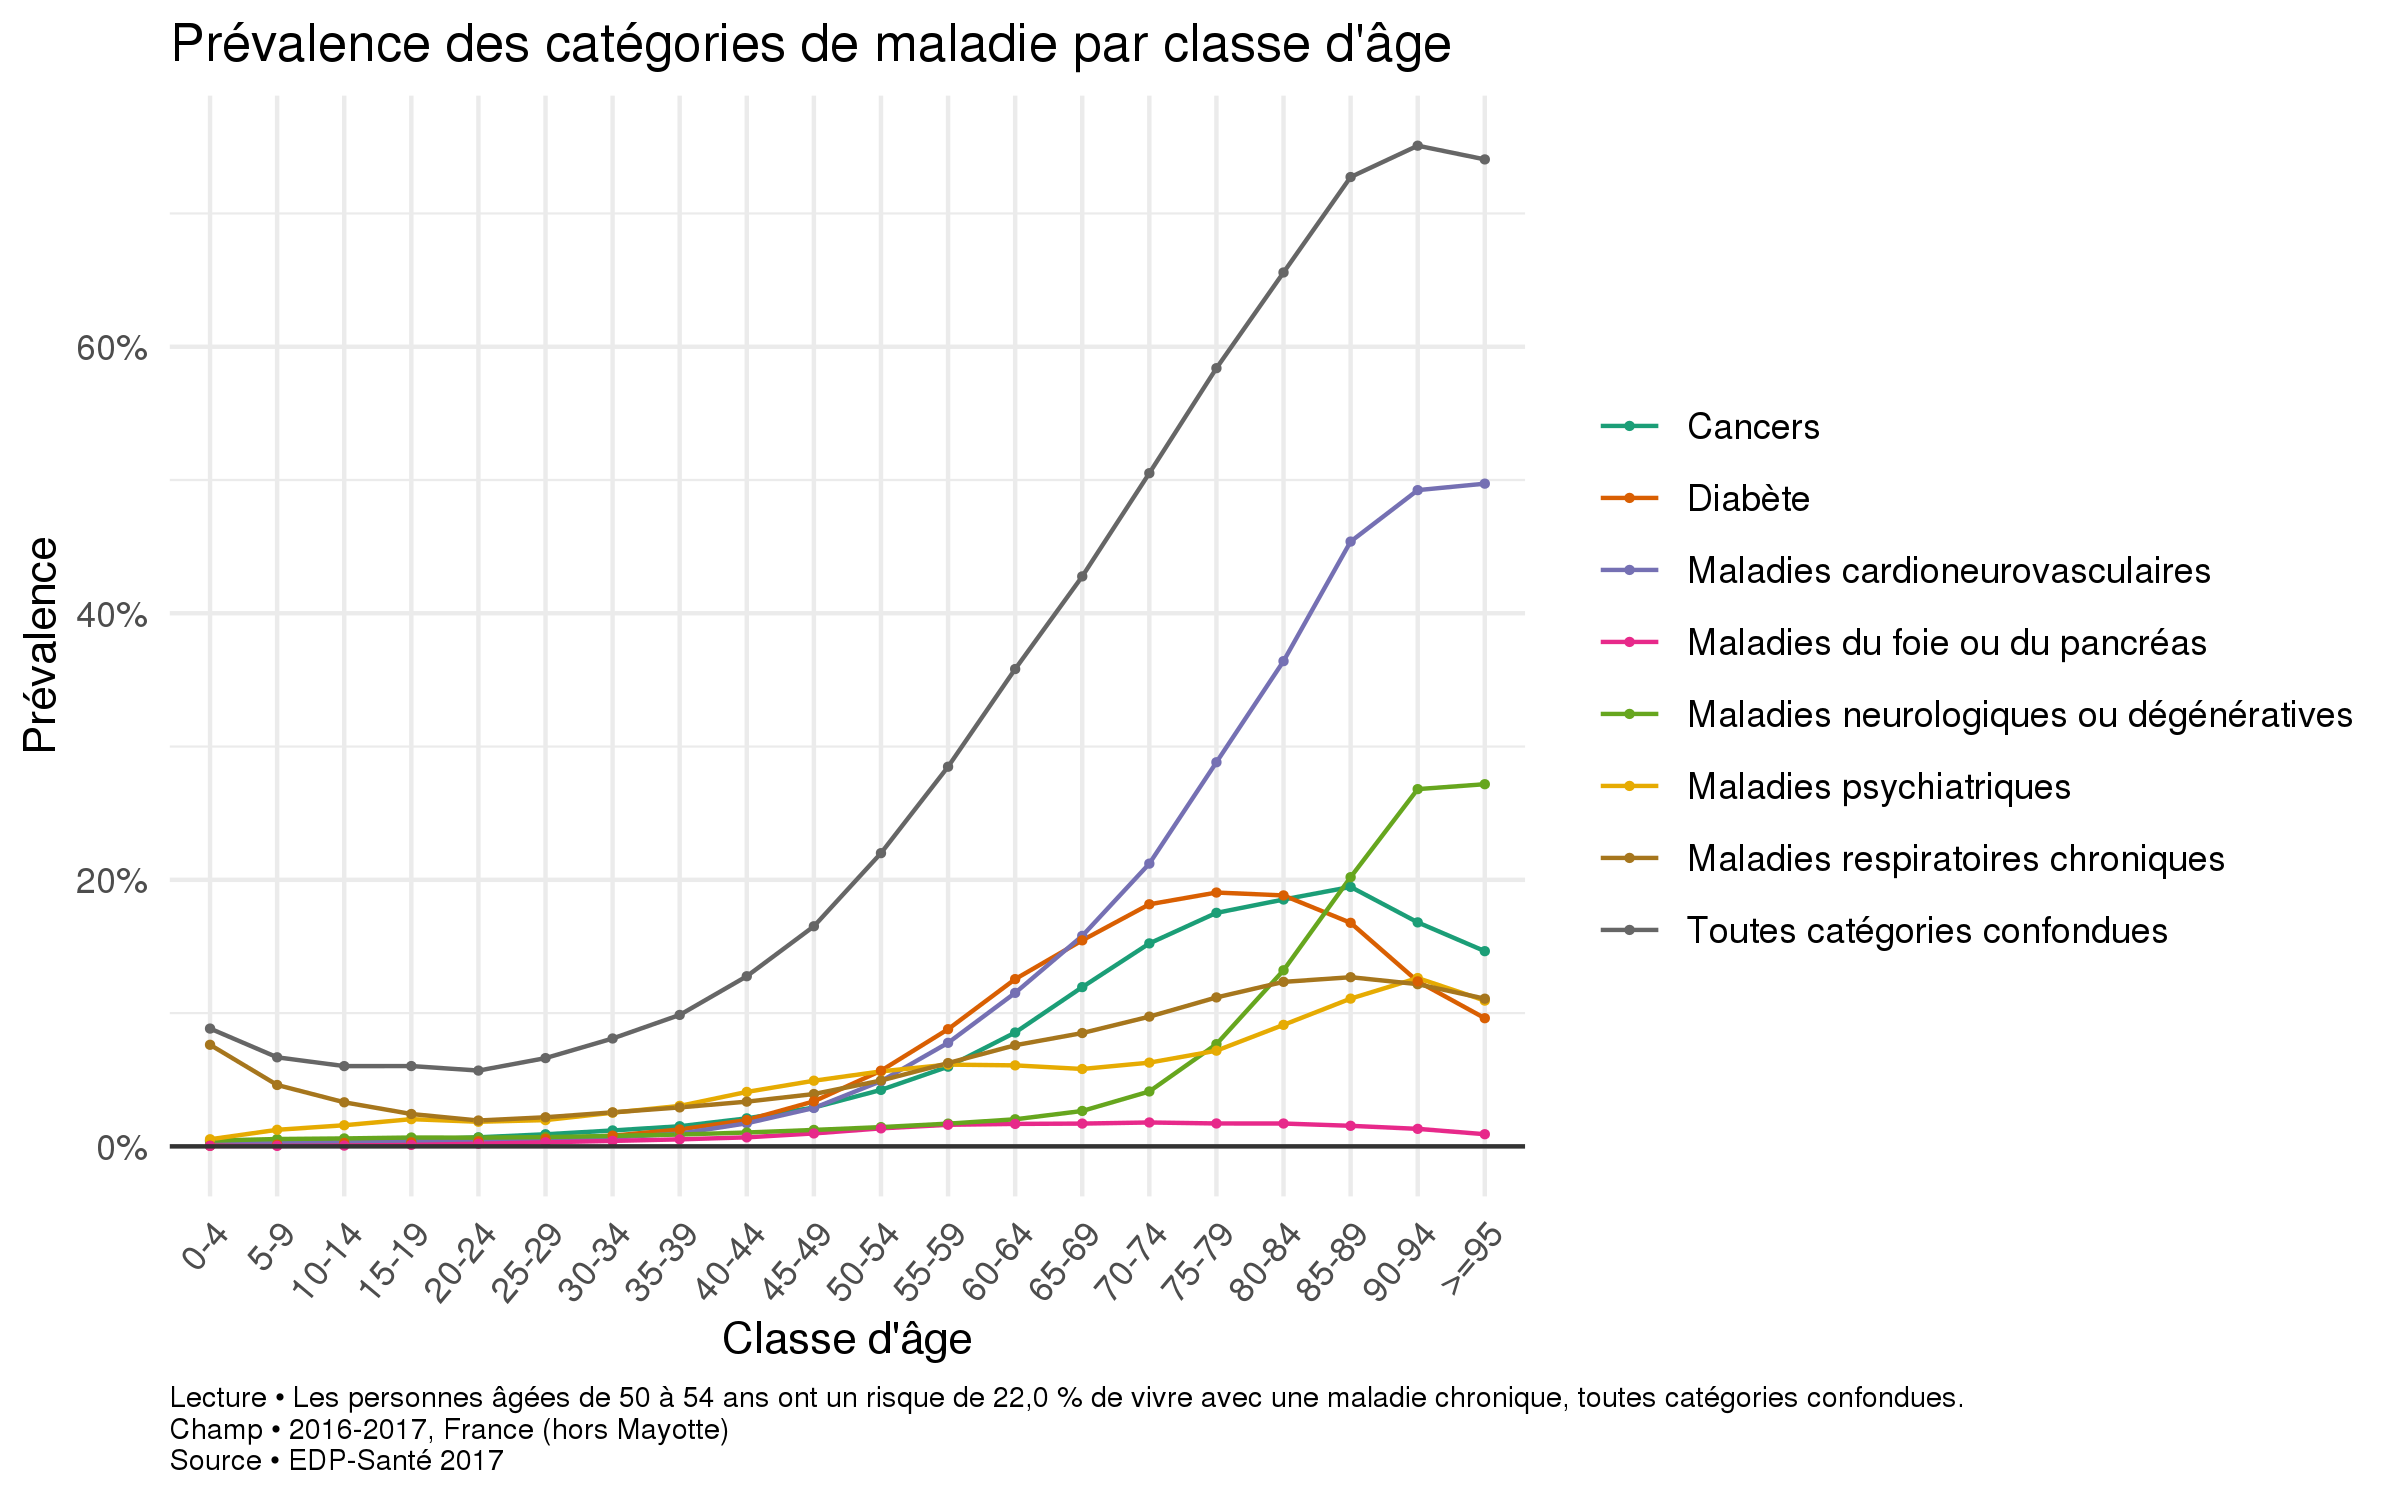 Prévalence des catégories de maladie par classe d'âge
Prévalence
60%
40%
20%
0%
0-4
5-9
10-14
15-19
20-24
25-29
30-34
35-39
40-44
45-49
50-54
55-59
60-64
65-69
70-74
75-79
80-84
85-89
90-94
>=95
Classe d'âge
Cancers
Diabète
Maladies cardioneurovasculaires
Maladies du foie ou du pancréas
Maladies neurologiques ou dégénératives
Maladies psychiatriques
Maladies respiratoires chroniques
Toutes catégories confondues
Lecture • Les personnes âgées de 50 à 54 ans ont un risque de 22,0 % de vivre avec une maladie chronique, toutes catégories confondues.
Champ • 2016-2017, France (hors Mayotte)
Source • EDP-Santé 2017